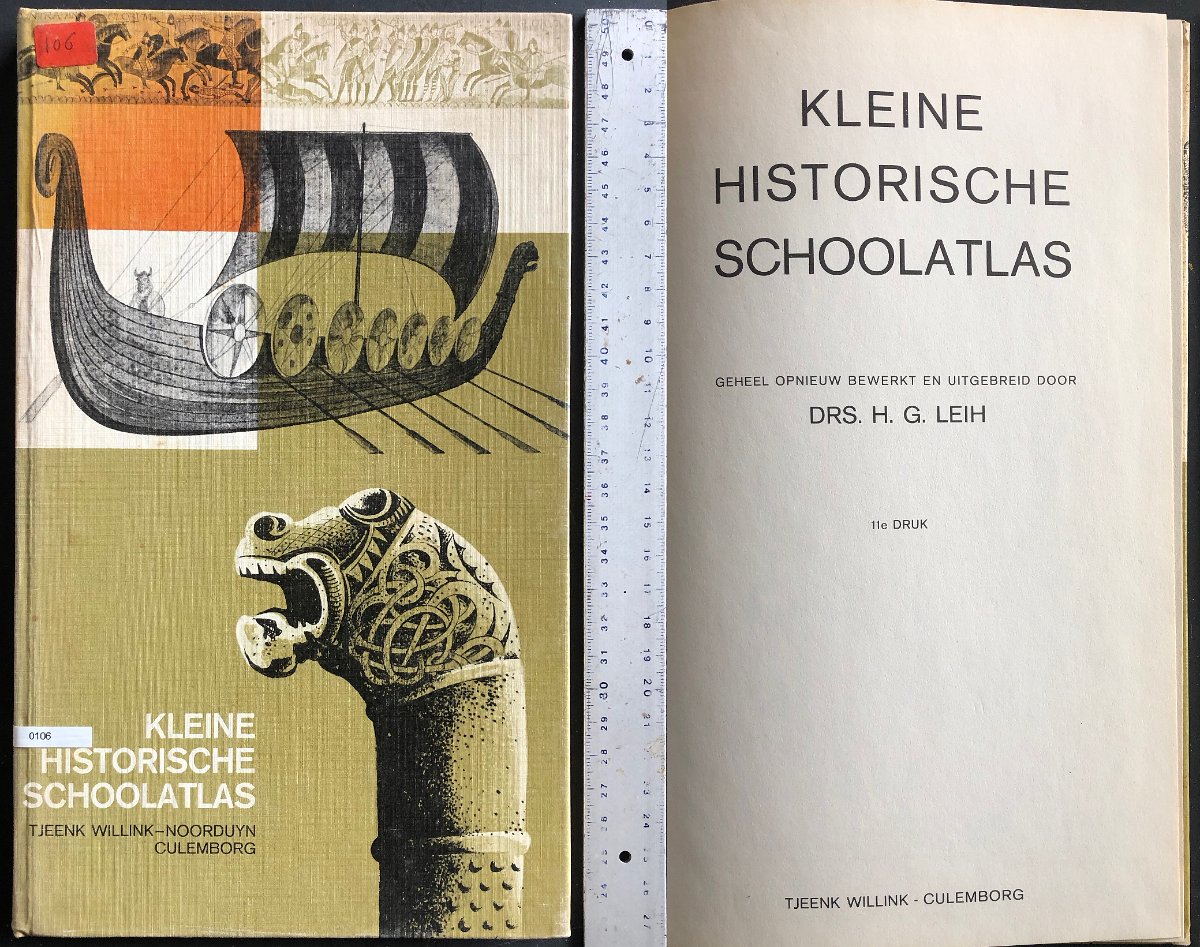 106
KLEINE
HISTORISCHE
SCHOOLATLAS
0106
TJEENK WILLINK–NOORDUYN
CULEMBORG
KLEINE
HISTORISCHE
SCHOOLATLAS
GEHEEL OPNIEUW BEWERKT EN UITGEBREID DOOR
DRS. H. G. LEIH
11e DRUK
TJEENK WILLINK - CULEMBORG